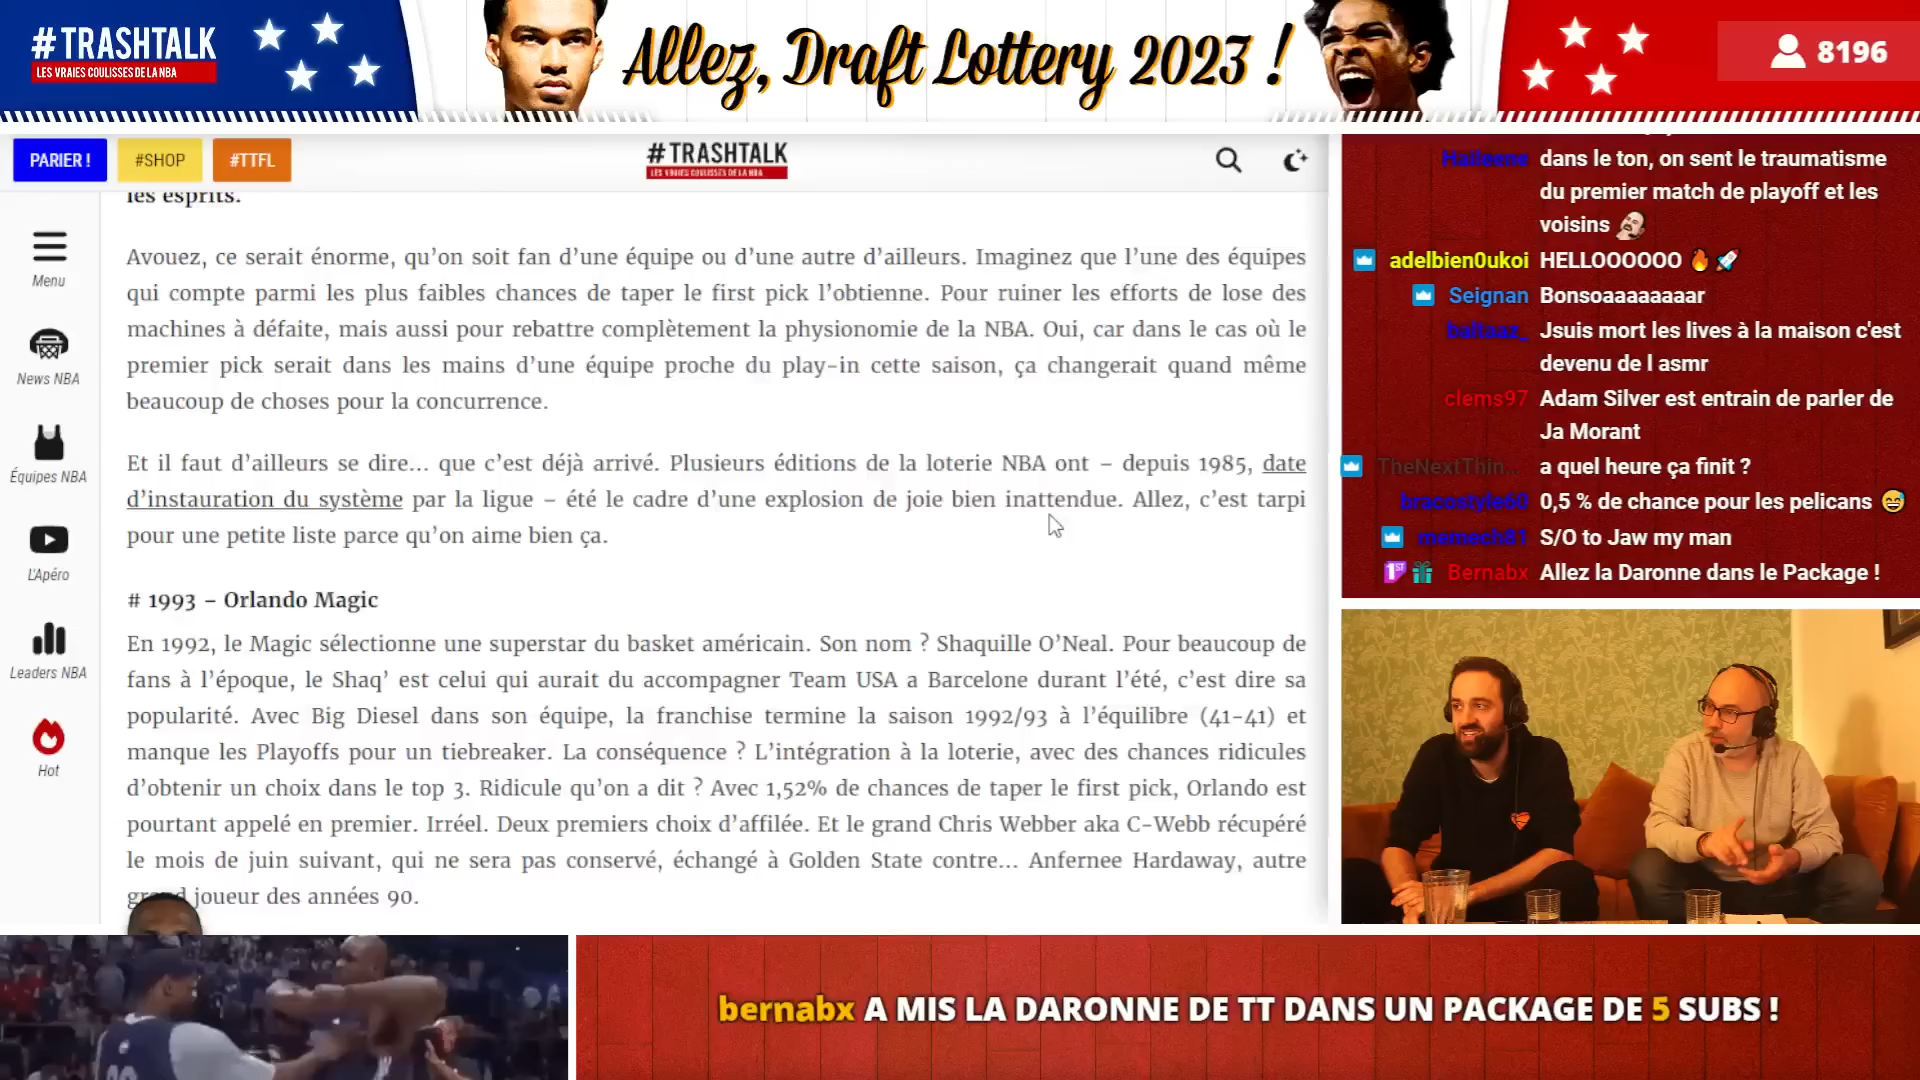 #TRASHTALK
LES VRAIES COULISSES DE LA NBA
Allez, Draft Lottery 2023 !
8196
PARIER !
#SHOP
#TTFL
#TRASHTALK
LES VRAIES COULISSES DE LA NBA
Menu
News NBA
Équipes NBA
L'Apéro
Leaders NBA
Hot
les esprits.
Avouez, ce serait énorme, qu’on soit fan d’une équipe ou d’une autre d’ailleurs. Imaginez que l’une des équipes
qui compte parmi les plus faibles chances de taper le first pick l’obtienne. Pour ruiner les efforts de lose des
machines à défaite, mais aussi pour rebattre complètement la physionomie de la NBA. Oui, car dans le cas où le
premier pick serait dans les mains d’une équipe proche du play-in cette saison, ça changerait quand même
beaucoup de choses pour la concurrence.
Et il faut d’ailleurs se dire… que c’est déjà arrivé. Plusieurs éditions de la loterie NBA ont – depuis 1985, date
d’instauration du système par la ligue – été le cadre d’une explosion de joie bien inattendue. Allez, c’est tarpi
pour une petite liste parce qu’on aime bien ça.
# 1993 – Orlando Magic
En 1992, le Magic sélectionne une superstar du basket américain. Son nom ? Shaquille O’Neal. Pour beaucoup de
fans à l’époque, le Shaq’ est celui qui aurait du accompagner Team USA a Barcelone durant l’été, c’est dire sa
popularité. Avec Big Diesel dans son équipe, la franchise termine la saison 1992/93 à l’équilibre (41-41) et
manque les Playoffs pour un tiebreaker. La conséquence ? L’intégration à la loterie, avec des chances ridicules
d’obtenir un choix dans le top 3. Ridicule qu’on a dit ? Avec 1,52% de chances de taper le first pick, Orlando est
pourtant appelé en premier. Irréel. Deux premiers choix d’affilée. Et le grand Chris Webber aka C-Webb récupéré
le mois de juin suivant, qui ne sera pas conservé, échangé à Golden State contre… Anfernee Hardaway, autre
grand joueur des années 90.
dans le ton, on sent le traumatisme
du premier match de playoff et les
voisins
adelbien0ukoi HELLOOOOOO 🔥🚀
Seignan Bonsoaaaaaaar
baltaaz_ Jsuis mort les lives à la maison c'est
devenu de l asmr
clems97 Adam Silver est entrain de parler de
Ja Morant
TheNextThin... a quel heure ça finit ?
bracostyle60 0,5 % de chance pour les pelicans 😅
memech81 S/O to Jaw my man
1ST Bernabx Allez la Daronne dans le Package !
bernabx A MIS LA DARONNE DE TT DANS UN PACKAGE DE 5 SUBS !